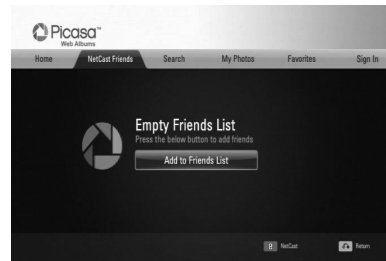 Picasa™
Web Albums
Home NetCast Friends Search My Photos Favorites Sign In
Empty Friends List
Press the below button to add friends
Add to Friends List
NetCast Return